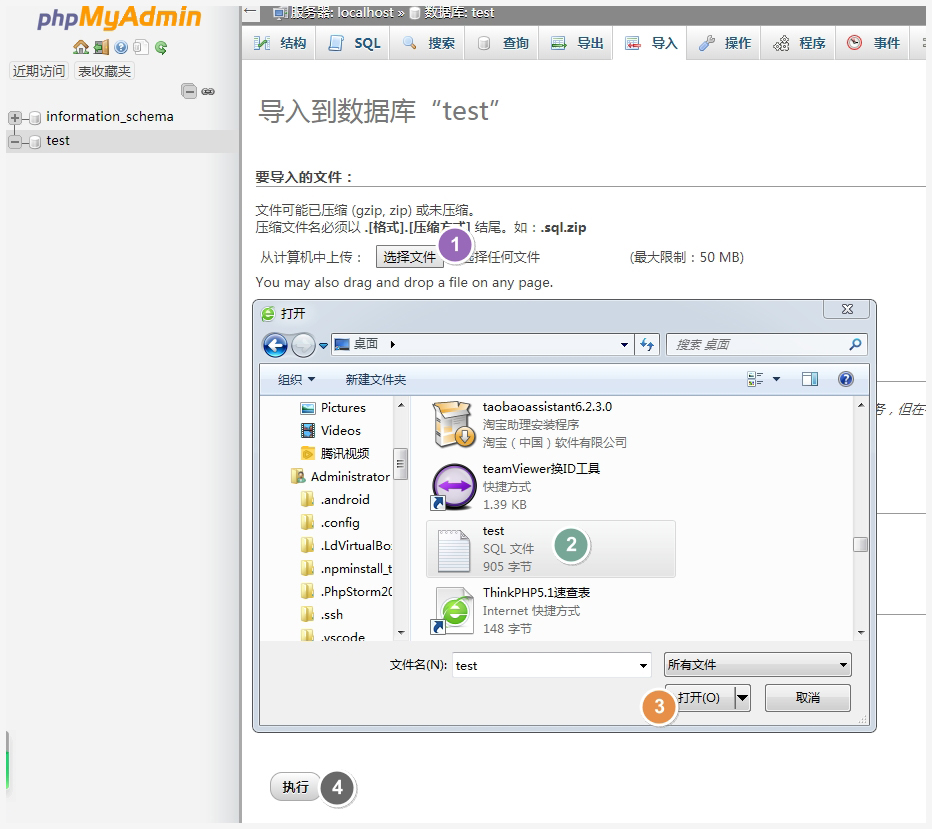 phpMyAdmin
近期访问 表收藏夹
information_schema
test
服务器: localhost » 数据库: test
结构 SQL 搜索 查询 导出 导入 操作 程序 事件
导入到数据库“test”
要导入的文件：
文件可能已压缩 (gzip, zip) 或未压缩。
压缩文件名必须以 .[格式].[压缩方式] 结尾。如：.sql.zip
从计算机中上传： 选择文件 1 选择任何文件 (最大限制：50 MB)
You may also drag and drop a file on any page.
打开
桌面
搜索 桌面
组织 新建文件夹
Pictures
Videos
腾讯视频
Administrator
.android
.config
.LdVirtualBo
.npminstall_t
.PhpStorm20
.ssh
.vscode
taobaoassistant6.2.3.0
淘宝助理安装程序
淘宝（中国）软件有限公司
teamViewer换ID工具
快捷方式
1.39 KB
test
SQL 文件
905 字节
2
ThinkPHP5.1速查表
Internet 快捷方式
148 字节
，但在
文件名(N): test 所有文件
3 打开(O) 取消
执行 4